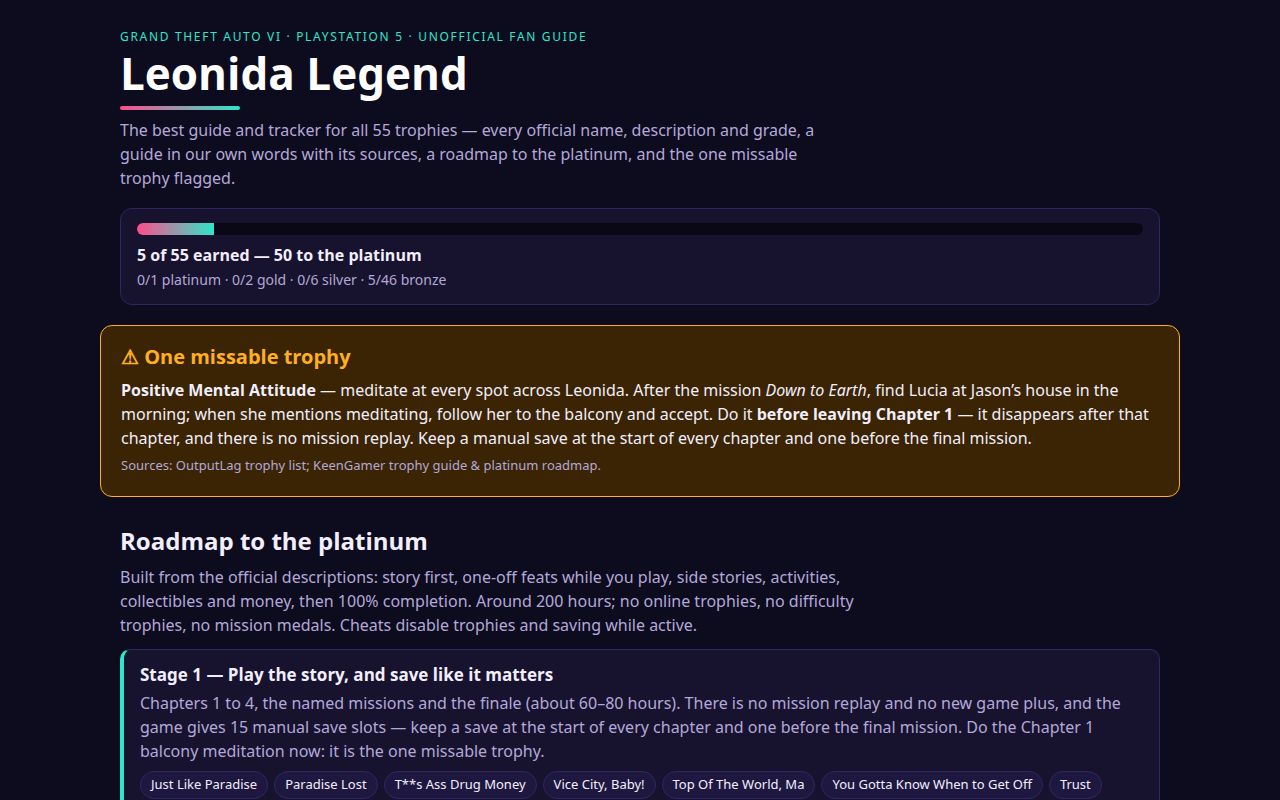 GRAND THEFT AUTO VI · PLAYSTATION 5 · UNOFFICIAL FAN GUIDE
Leonida Legend
The best guide and tracker for all 55 trophies — every official name, description and grade, a
guide in our own words with its sources, a roadmap to the platinum, and the one missable
trophy flagged.
5 of 55 earned — 50 to the platinum
0/1 platinum · 0/2 gold · 0/6 silver · 5/46 bronze
⚠ One missable trophy
Positive Mental Attitude — meditate at every spot across Leonida. After the mission Down to Earth, find Lucia at Jason’s house in the
morning; when she mentions meditating, follow her to the balcony and accept. Do it before leaving Chapter 1 — it disappears after that
chapter, and there is no mission replay. Keep a manual save at the start of every chapter and one before the final mission.
Sources: OutputLag trophy list; KeenGamer trophy guide & platinum roadmap.
Roadmap to the platinum
Built from the official descriptions: story first, one-off feats while you play, side stories, activities,
collectibles and money, then 100% completion. Around 200 hours; no online trophies, no difficulty
trophies, no mission medals. Cheats disable trophies and saving while active.
Stage 1 — Play the story, and save like it matters
Chapters 1 to 4, the named missions and the finale (about 60–80 hours). There is no mission replay and no new game plus, and the
game gives 15 manual save slots — keep a save at the start of every chapter and one before the final mission. Do the Chapter 1
balcony meditation now: it is the one missable trophy.
Just Like Paradise Paradise Lost T**s Ass Drug Money Vice City, Baby! Top Of The World, Ma You Gotta Know When to Get Off Trust